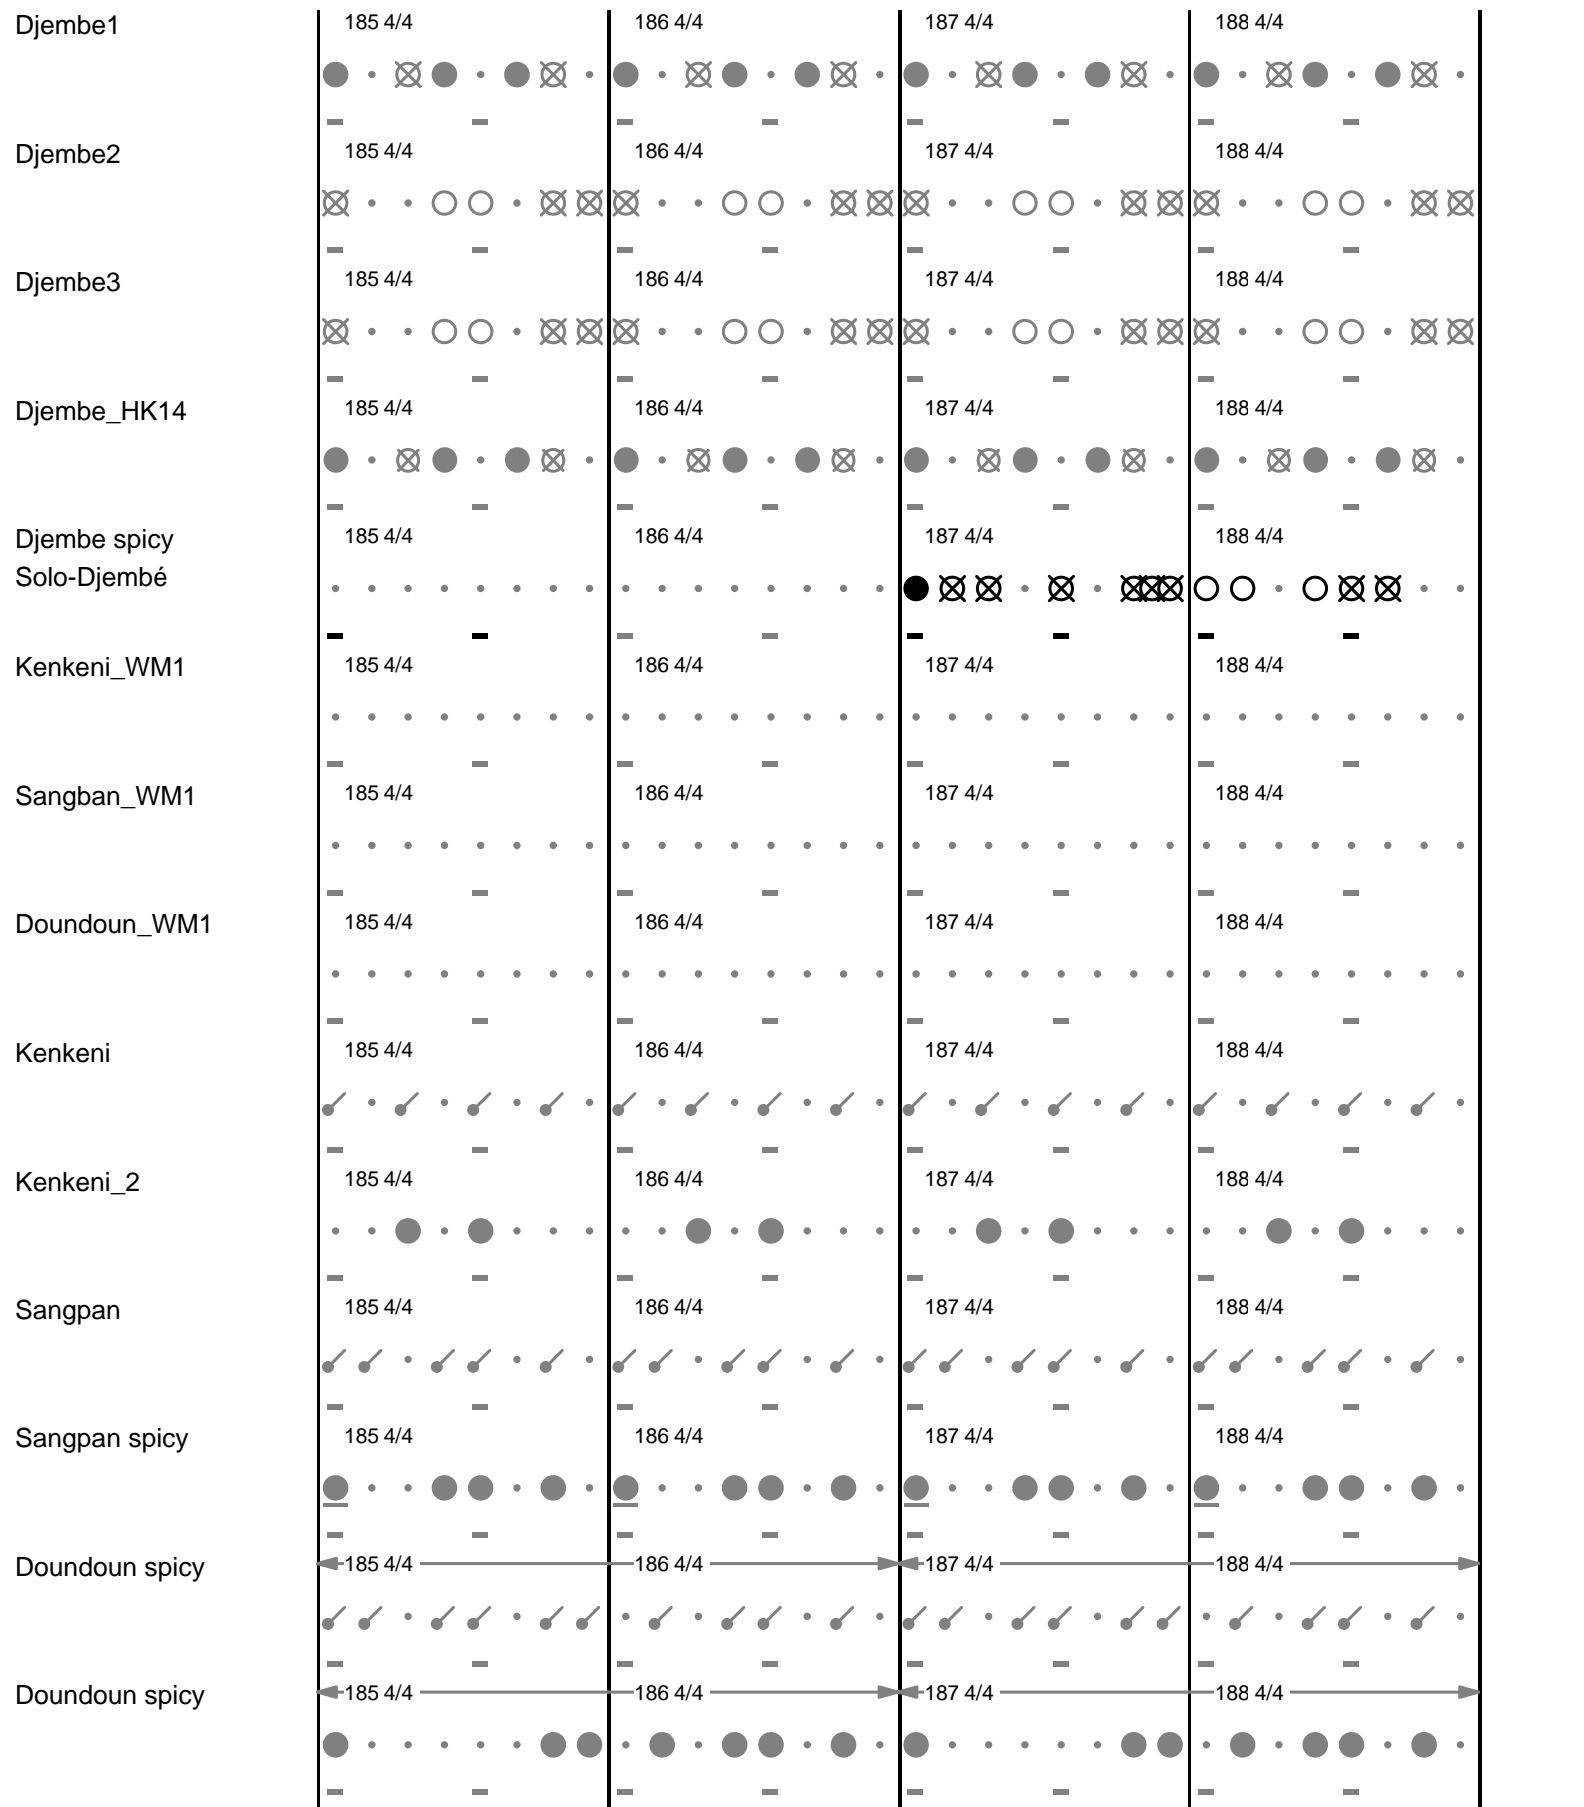 Djembe1 185 4/4 186 4/4 187 4/4 188 4/4
Djembe2 185 4/4 186 4/4 187 4/4 188 4/4
Djembe3 185 4/4 186 4/4 187 4/4 188 4/4
Djembe_HK14 185 4/4 186 4/4 187 4/4 188 4/4
Djembe spicy 185 4/4 186 4/4 187 4/4 188 4/4
Solo-Djembé
Kenkeni_WM1 185 4/4 186 4/4 187 4/4 188 4/4
Sangban_WM1 185 4/4 186 4/4 187 4/4 188 4/4
Doundoun_WM1 185 4/4 186 4/4 187 4/4 188 4/4
Kenkeni 185 4/4 186 4/4 187 4/4 188 4/4
Kenkeni_2 185 4/4 186 4/4 187 4/4 188 4/4
Sangpan 185 4/4 186 4/4 187 4/4 188 4/4
Sangpan spicy 185 4/4 186 4/4 187 4/4 188 4/4
Doundoun spicy 185 4/4 186 4/4 187 4/4 188 4/4
Doundoun spicy 185 4/4 186 4/4 187 4/4 188 4/4